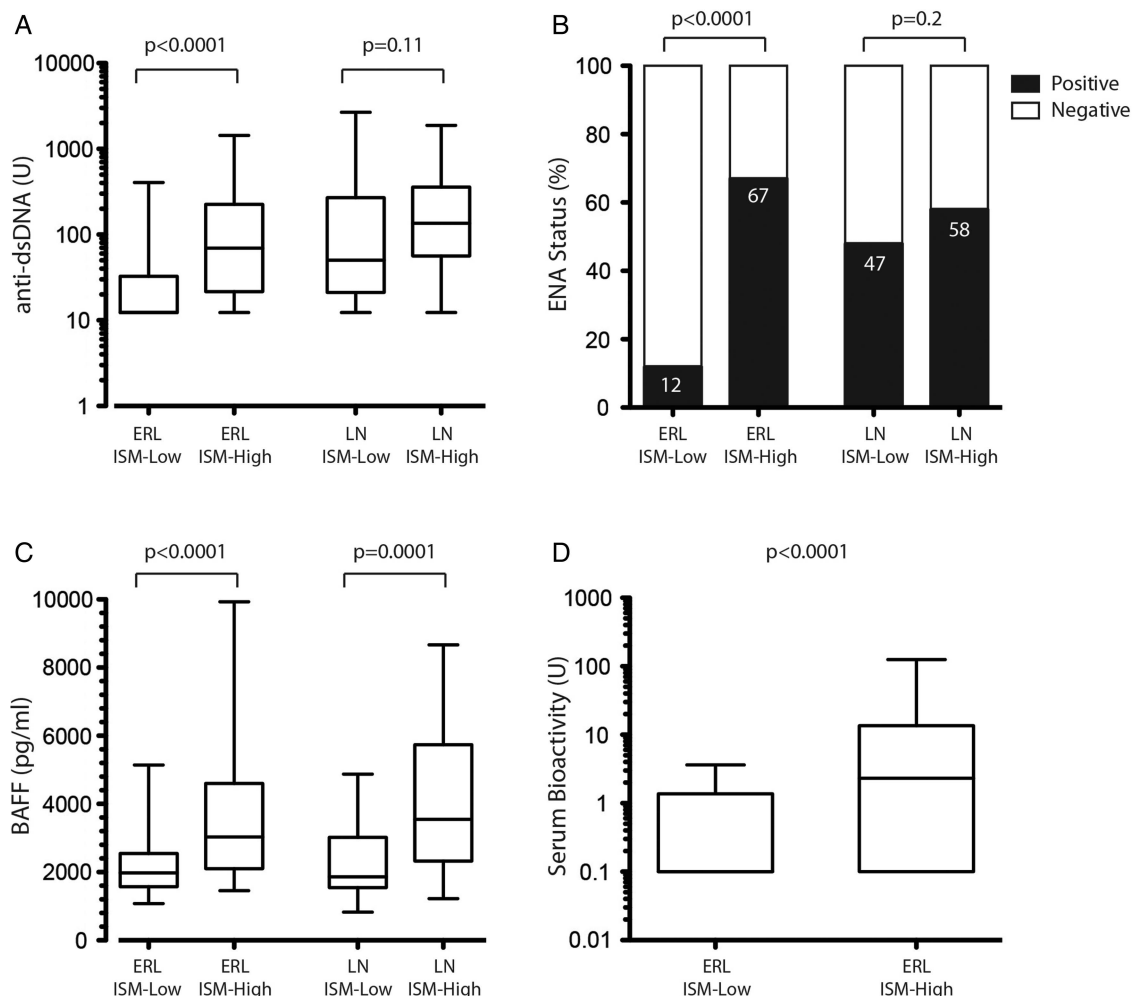 A
p<0.0001
p=0.11
anti-dsDNA (U)
10000
1000
100
10
1
ERL
ISM-Low
ERL
ISM-High
LN
ISM-Low
LN
ISM-High
B
p<0.0001
p=0.2
Positive
Negative
ENA Status (%)
100
80
60
40
20
0
12
67
47
58
ERL
ISM-Low
ERL
ISM-High
LN
ISM-Low
LN
ISM-High
C
p<0.0001
p=0.0001
BAFF (pg/ml)
10000
8000
6000
4000
2000
0
ERL
ISM-Low
ERL
ISM-High
LN
ISM-Low
LN
ISM-High
D
p<0.0001
Serum Bioactivity (U)
1000
100
10
1
0.1
0.01
ERL
ISM-Low
ERL
ISM-High